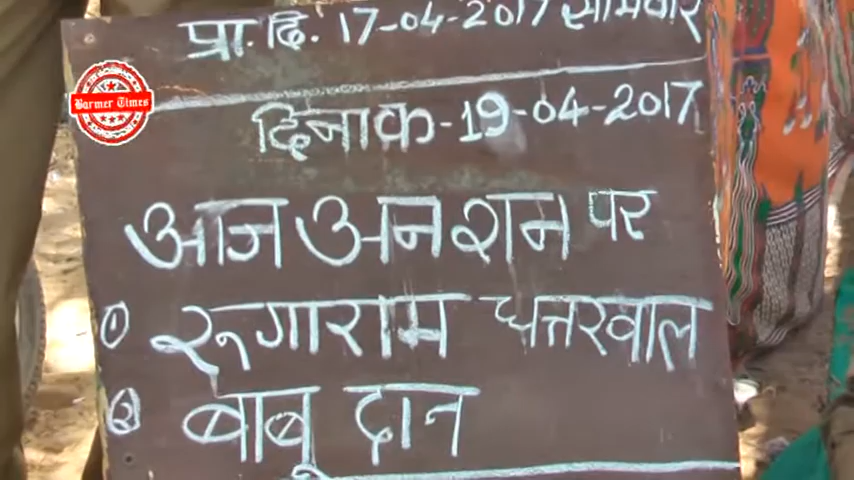 प्रा.दि. 17-04-2017 सोमवार
Barmer Times
दिनाक-19-04-2017
आज अनशन पर
① रूगाराम धत्तरवाल
② बाबू दान